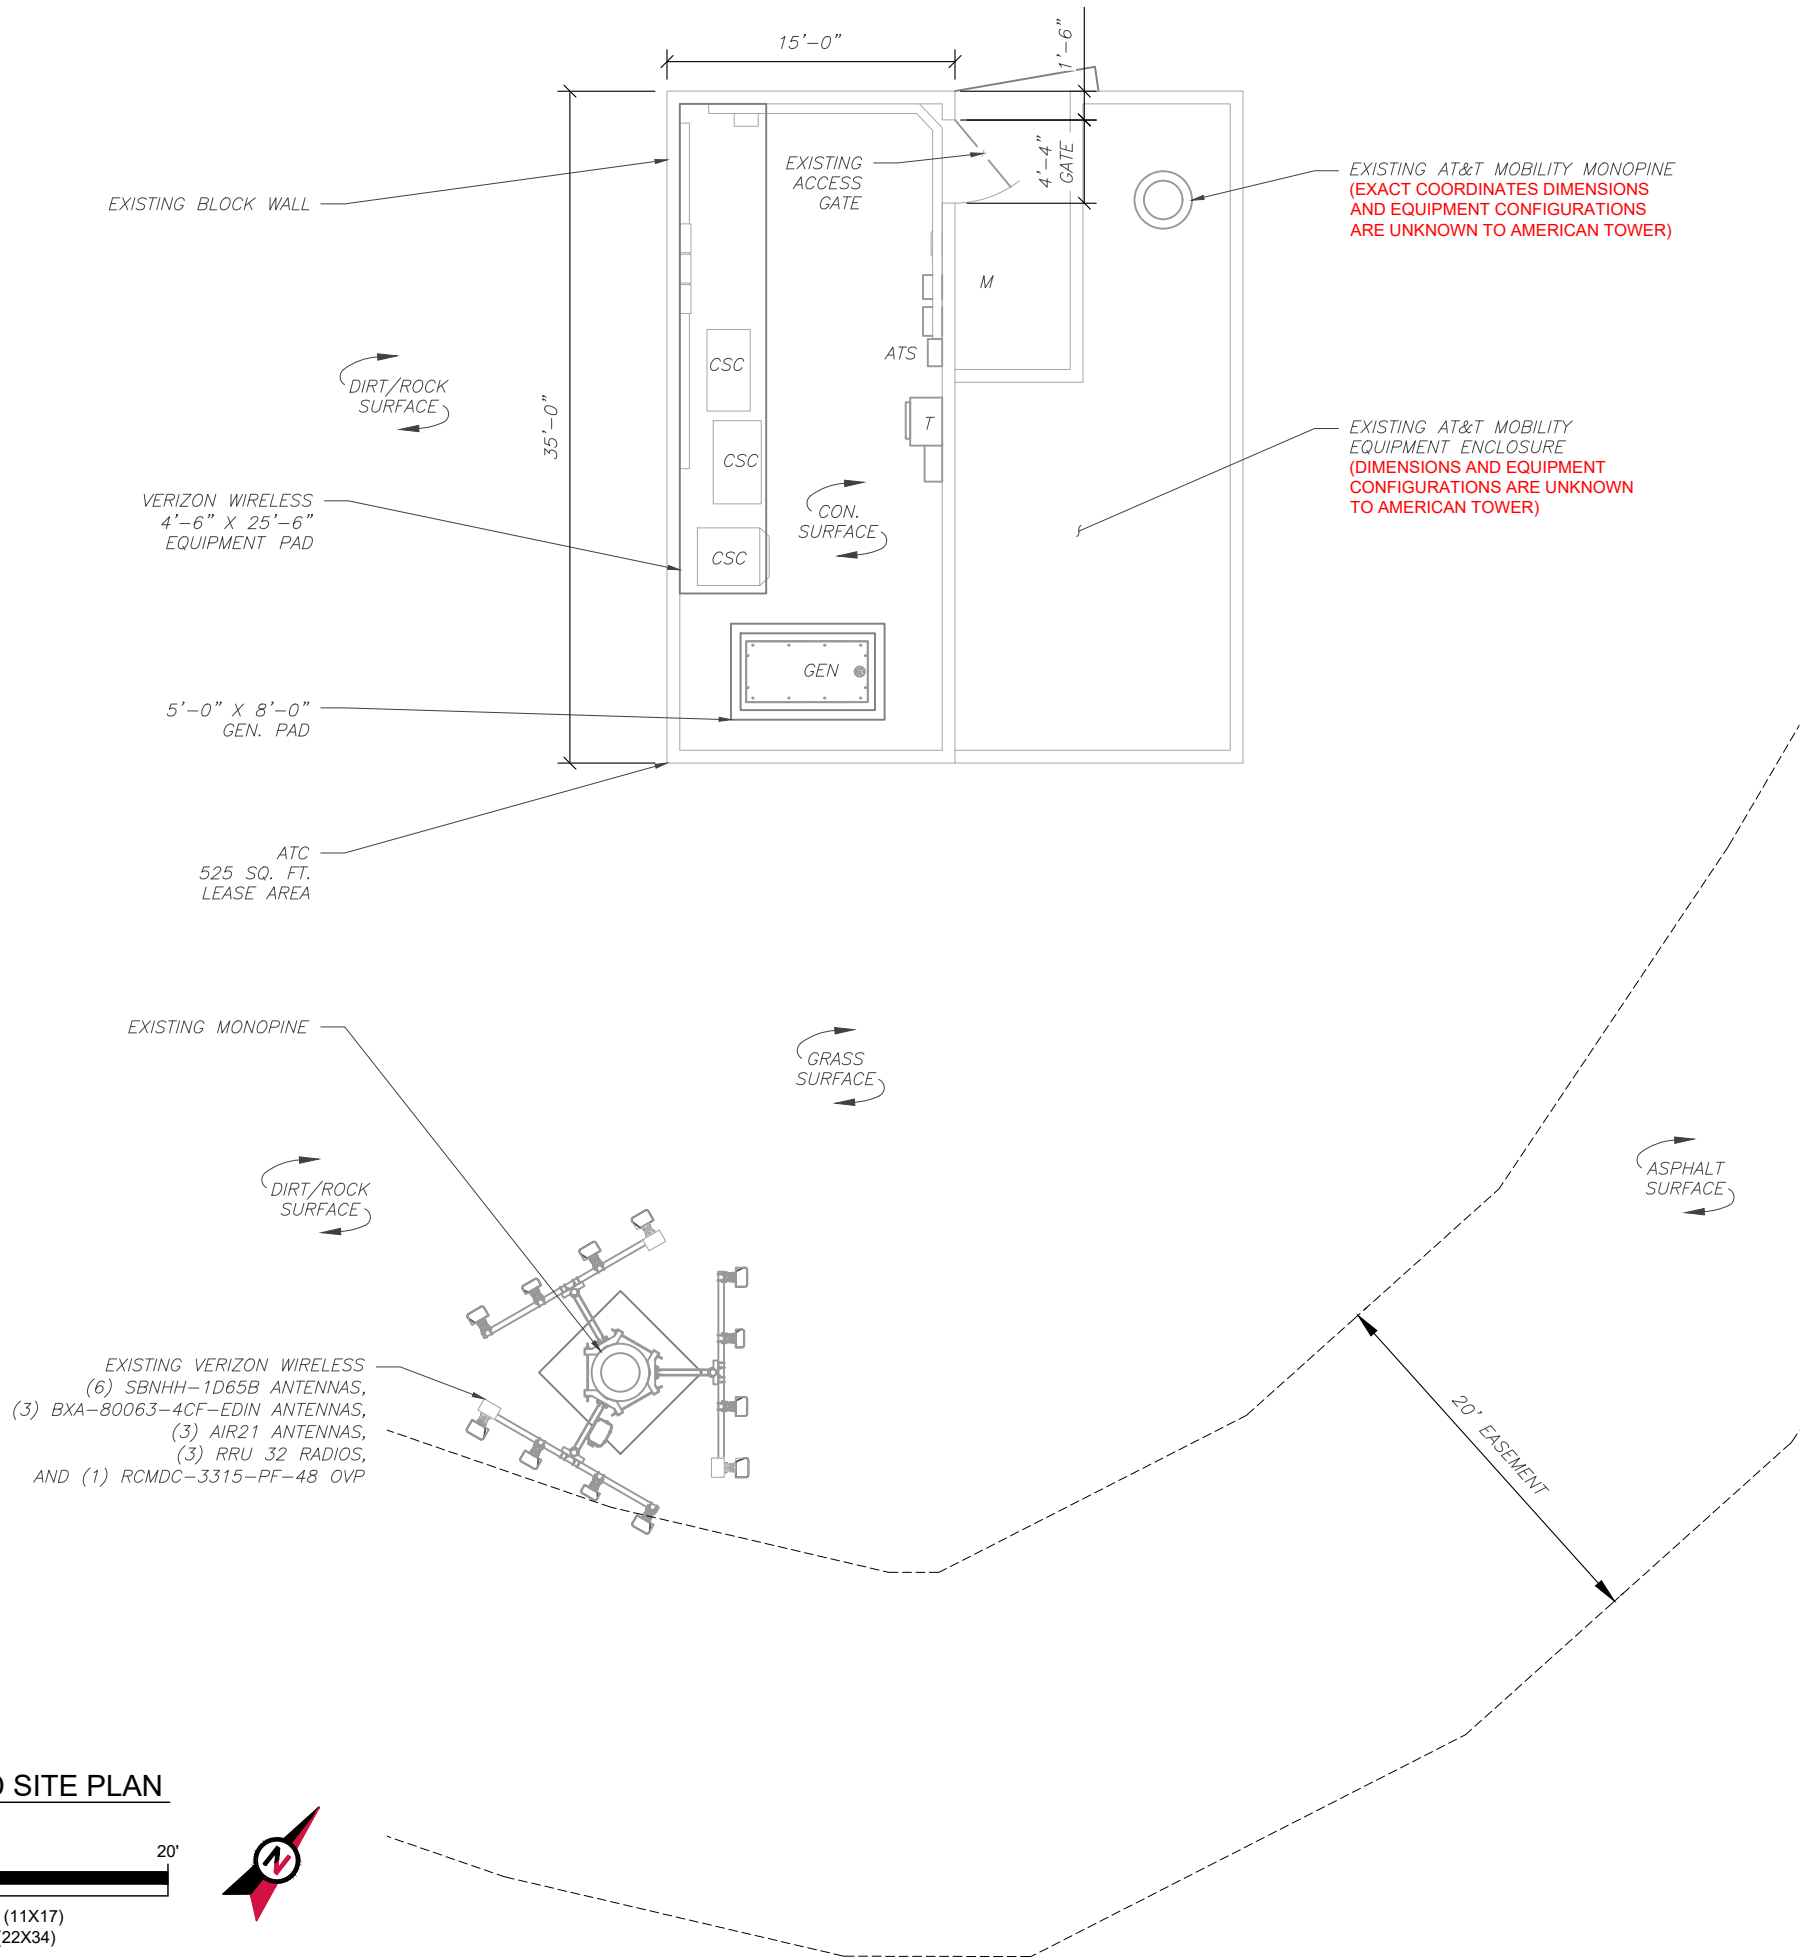 15'-0"
1'-6"
4'-4"
GATE
EXISTING
ACCESS
GATE
EXISTING BLOCK WALL
EXISTING AT&T MOBILITY MONOPINE
(EXACT COORDINATES DIMENSIONS
AND EQUIPMENT CONFIGURATIONS
ARE UNKNOWN TO AMERICAN TOWER)
M
ATS
CSC
DIRT/ROCK
SURFACE
35'-0"
T
EXISTING AT&T MOBILITY
EQUIPMENT ENCLOSURE
(DIMENSIONS AND EQUIPMENT
CONFIGURATIONS ARE UNKNOWN
TO AMERICAN TOWER)
CSC
VERIZON WIRELESS
4'-6" X 25'-6"
EQUIPMENT PAD
CON.
SURFACE
CSC
GEN
5'-0" X 8'-0"
GEN. PAD
ATC
525 SQ. FT.
LEASE AREA
EXISTING MONOPINE
GRASS
SURFACE
DIRT/ROCK
SURFACE
ASPHALT
SURFACE
EXISTING VERIZON WIRELESS
(6) SBNHH-1D65B ANTENNAS,
(3) BXA-80063-4CF-EDIN ANTENNAS,
(3) AIR21 ANTENNAS,
(3) RRU 32 RADIOS,
AND (1) RCMDC-3315-PF-48 OVP
20' EASEMENT
SITE PLAN
20'
N
(11X17)
(22X34)